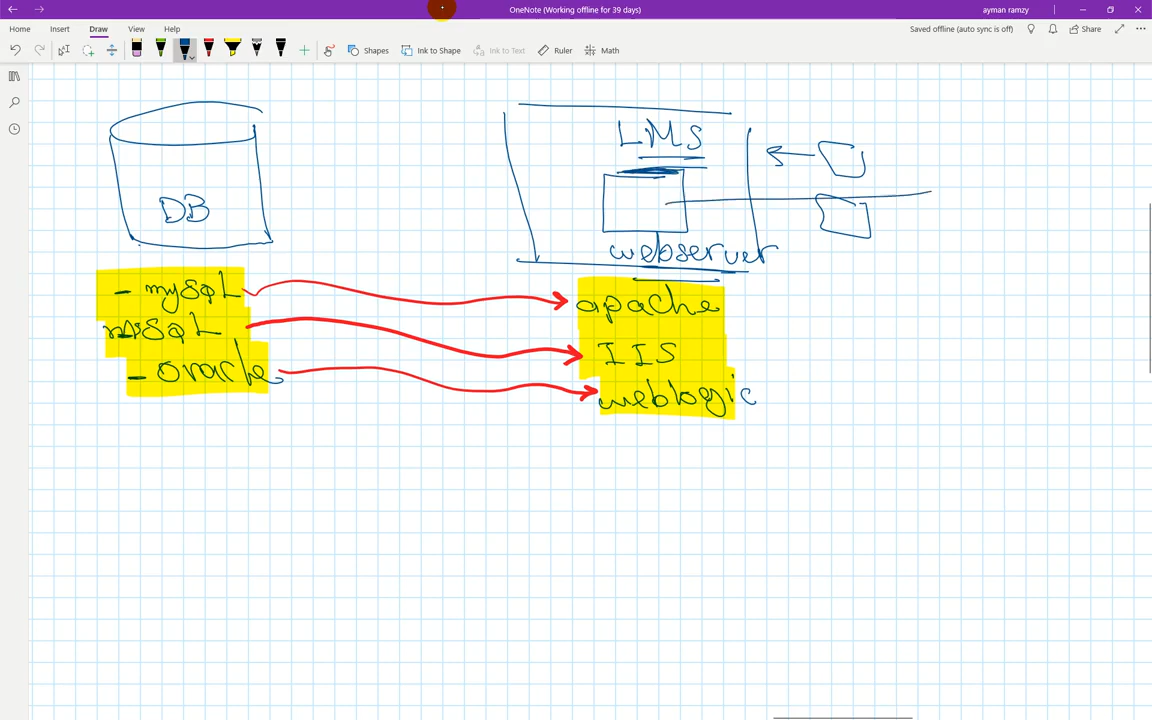 OneNote (Working offline for 39 days)
ayman ramzy
Home Insert Draw View Help
Saved offline (auto sync is off)
Share
Shapes
Ink to Shape
Ink to Text
Ruler
Math
LMS
DB
webserver
- mysqL
apache
MSSQL
IIS
- oracle
weblogic